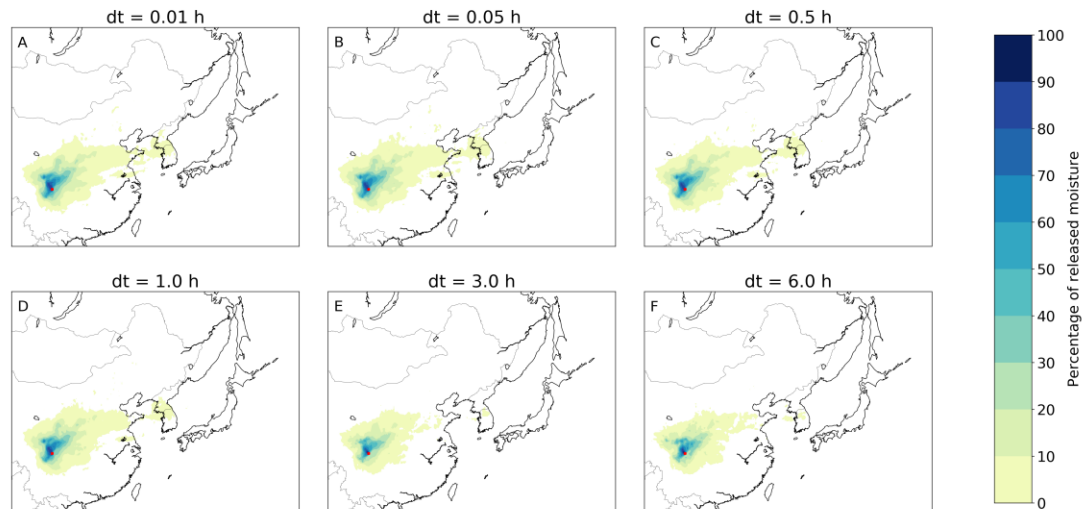 dt = 0.01 h
dt = 0.05 h
dt = 0.5 h
A
B
C
dt = 1.0 h
dt = 3.0 h
dt = 6.0 h
D
E
F
100
90
80
70
60
50
40
30
20
10
0
Percentage of released moisture